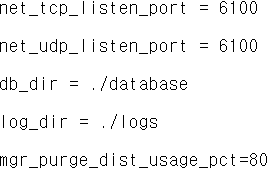 net_tcp_listen_port = 6100
net_udp_listen_port = 6100
db_dir = ./database
log_dir = ./logs
mgr_purge_dist_usage_pct=80